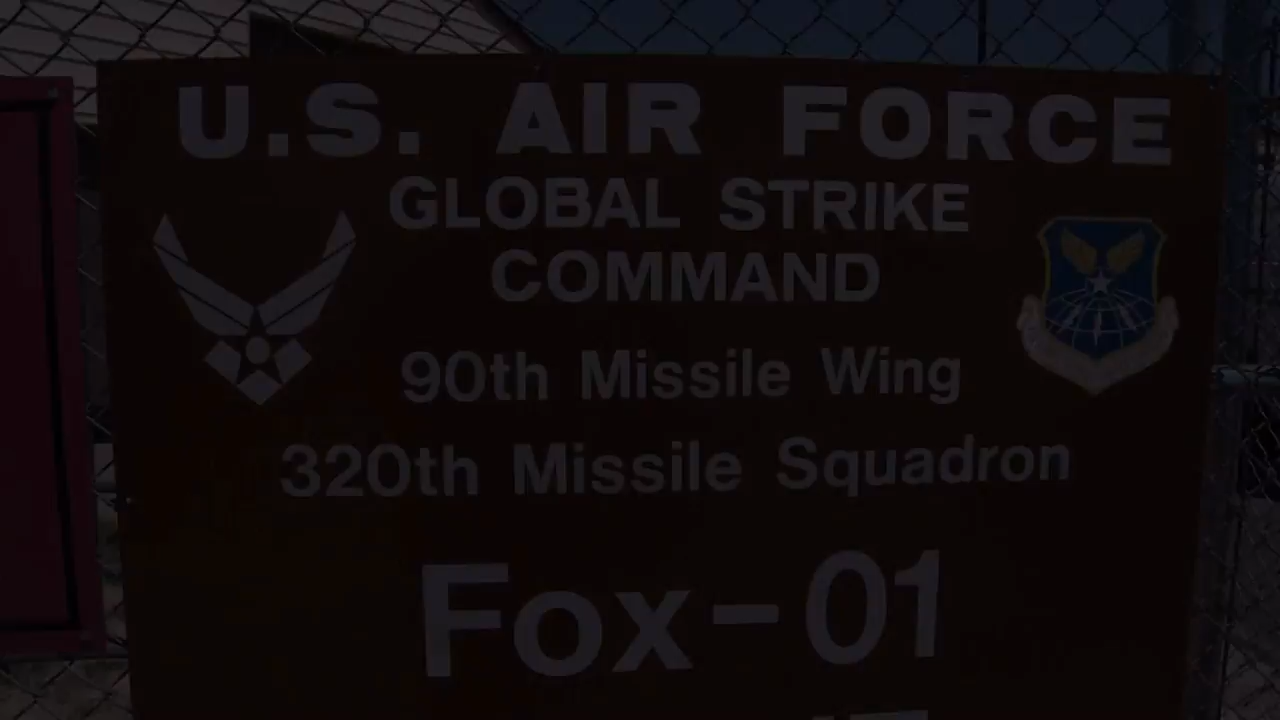 U.S. AIR FORCE
GLOBAL STRIKE
COMMAND
90th Missile Wing
320th Missile Squadron
Fox-01